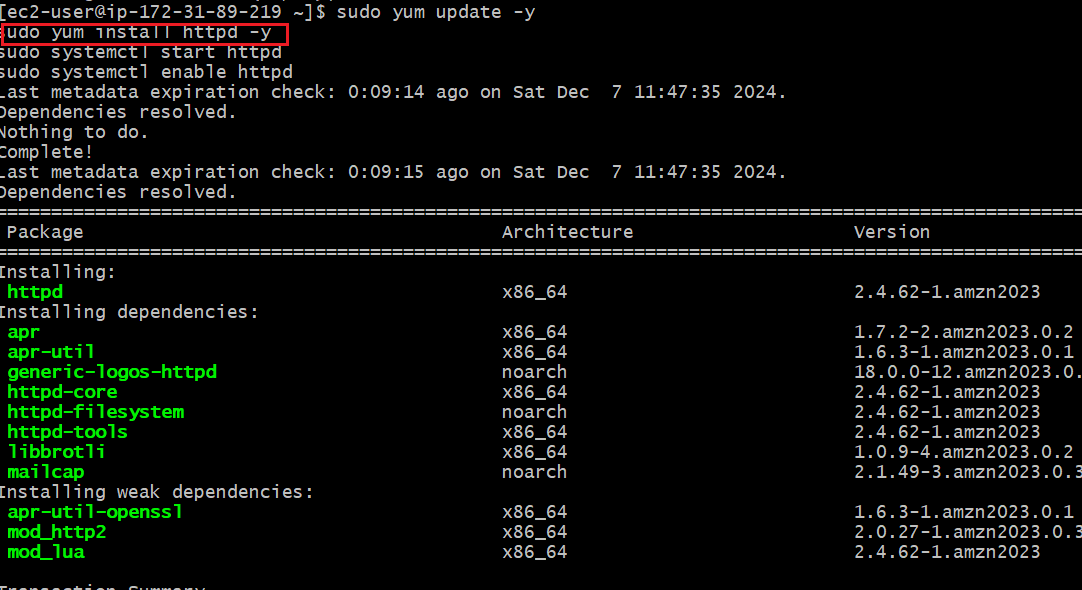 [ec2-user@ip-172-31-89-219 ~]$ sudo yum update -y
sudo yum install httpd -y
sudo systemctl start httpd
sudo systemctl enable httpd
Last metadata expiration check: 0:09:14 ago on Sat Dec  7 11:47:35 2024.
Dependencies resolved.
Nothing to do.
Complete!
Last metadata expiration check: 0:09:15 ago on Sat Dec  7 11:47:35 2024.
Dependencies resolved.
Package Architecture Version
Installing:
httpd x86_64 2.4.62-1.amzn2023
Installing dependencies:
apr x86_64 1.7.2-2.amzn2023.0.2
apr-util x86_64 1.6.3-1.amzn2023.0.1
generic-logos-httpd noarch 18.0.0-12.amzn2023.0.
httpd-core x86_64 2.4.62-1.amzn2023
httpd-filesystem noarch 2.4.62-1.amzn2023
httpd-tools x86_64 2.4.62-1.amzn2023
libbrotli x86_64 1.0.9-4.amzn2023.0.2
mailcap noarch 2.1.49-3.amzn2023.0.3
Installing weak dependencies:
apr-util-openssl x86_64 1.6.3-1.amzn2023.0.1
mod_http2 x86_64 2.0.27-1.amzn2023.0.3
mod_lua x86_64 2.4.62-1.amzn2023
Transaction Summary